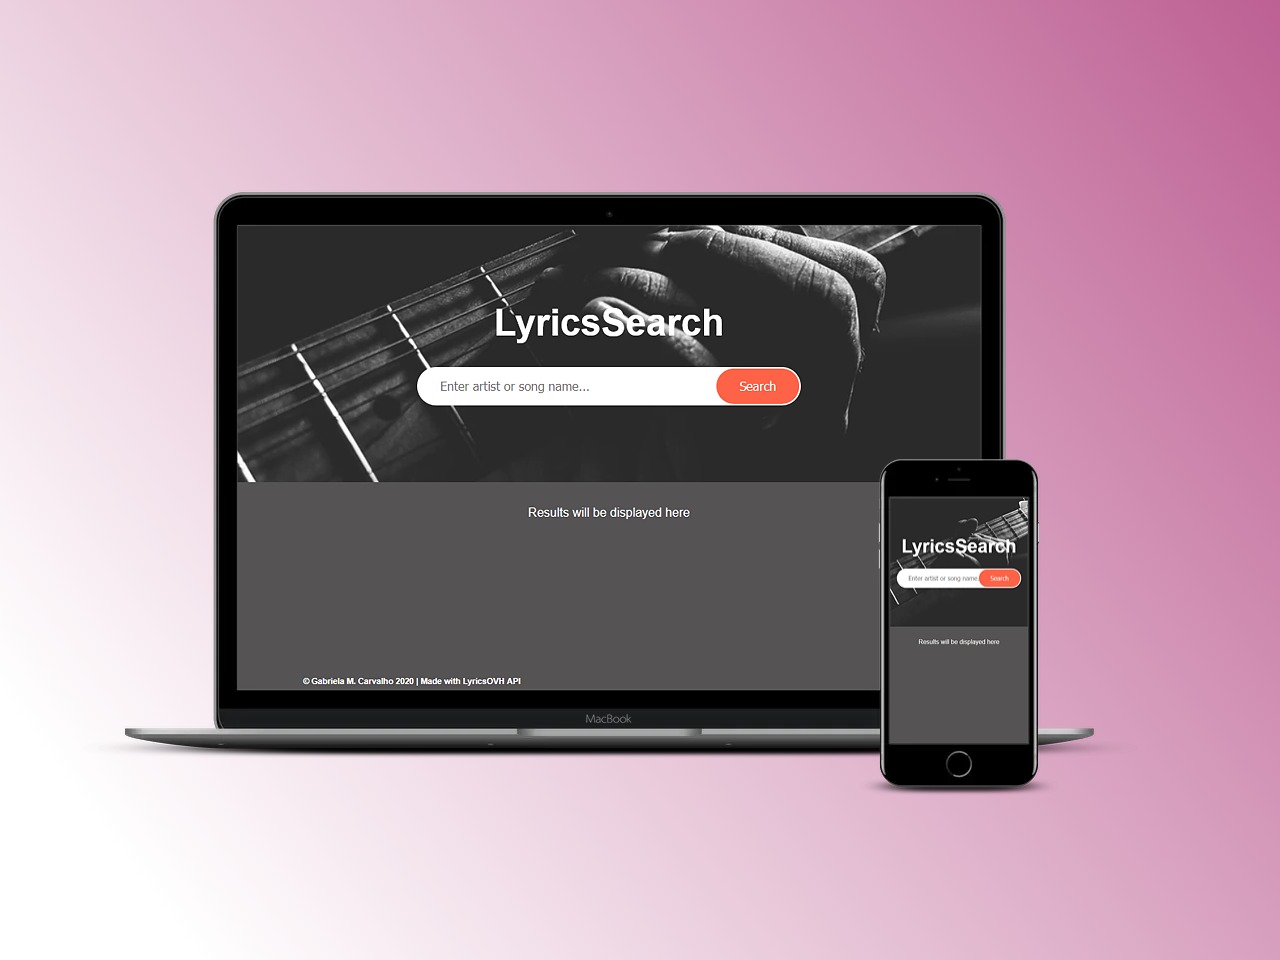 LyricsSearch
Enter artist or song name...
Search
Results will be displayed here
© Gabriela M. Carvalho 2020 | Made with LyricsOVH API
MacBook
LyricsSearch
Enter artist or song name
Search
Results will be displayed here